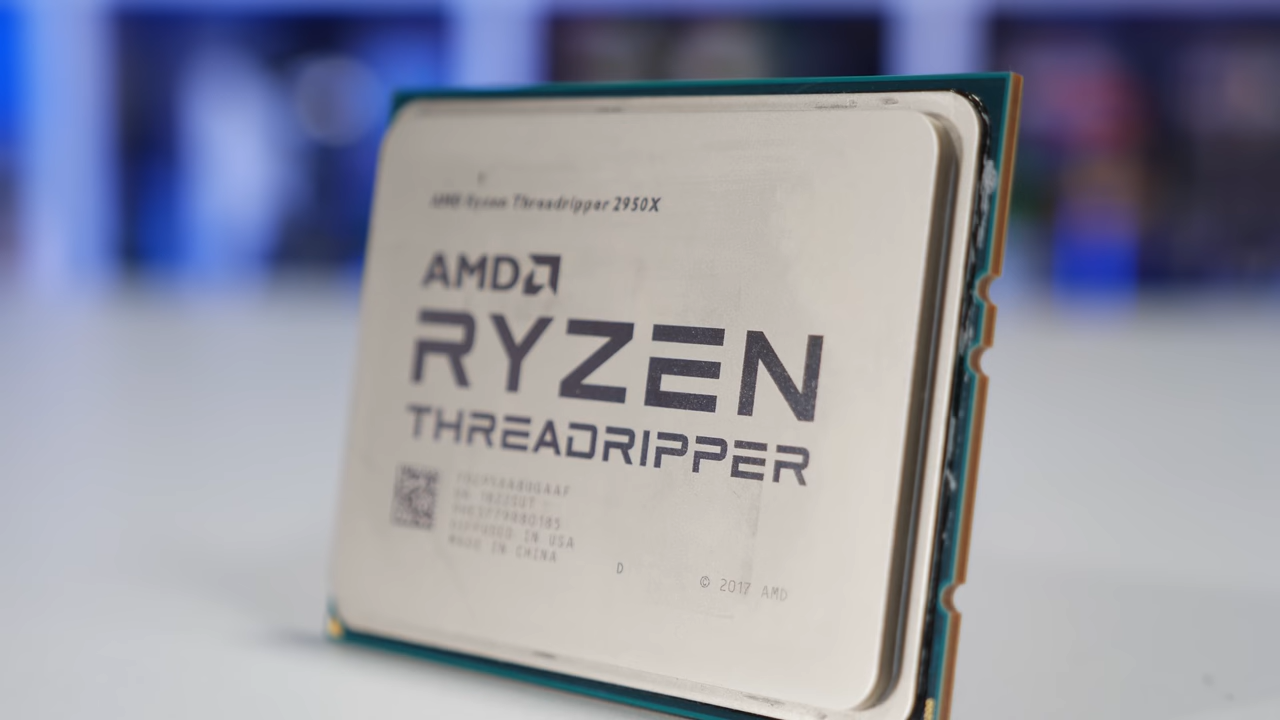 AMD Ryzen Threadripper 2950X
AMD
RYZEN
THREADRIPPER
DIFFUSED IN USA
MADE IN CHINA
D
© 2017 AMD